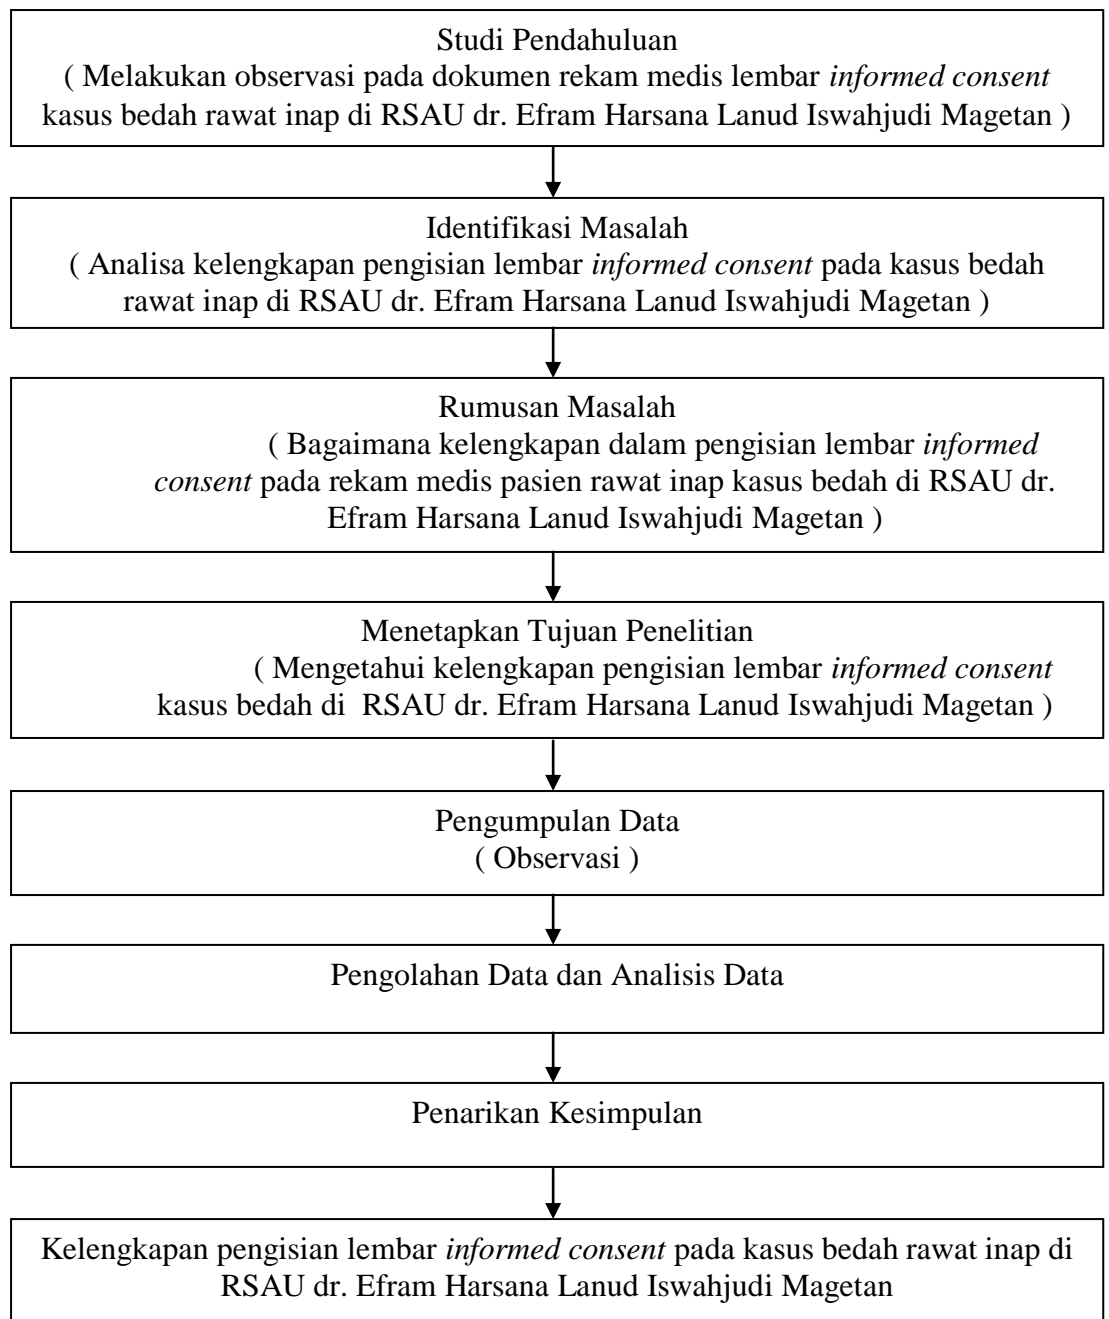 Studi Pendahuluan
( Melakukan observasi pada dokumen rekam medis lembar informed consent
kasus bedah rawat inap di RSAU dr. Efram Harsana Lanud Iswahjudi Magetan )
Identifikasi Masalah
( Analisa kelengkapan pengisian lembar informed consent pada kasus bedah
rawat inap di RSAU dr. Efram Harsana Lanud Iswahjudi Magetan )
Rumusan Masalah
( Bagaimana kelengkapan dalam pengisian lembar informed
consent pada rekam medis pasien rawat inap kasus bedah di RSAU dr.
Efram Harsana Lanud Iswahjudi Magetan )
Menetapkan Tujuan Penelitian
( Mengetahui kelengkapan pengisian lembar informed consent
kasus bedah di RSAU dr. Efram Harsana Lanud Iswahjudi Magetan )
Pengumpulan Data
( Observasi )
Pengolahan Data dan Analisis Data
Penarikan Kesimpulan
Kelengkapan pengisian lembar informed consent pada kasus bedah rawat inap di
RSAU dr. Efram Harsana Lanud Iswahjudi Magetan